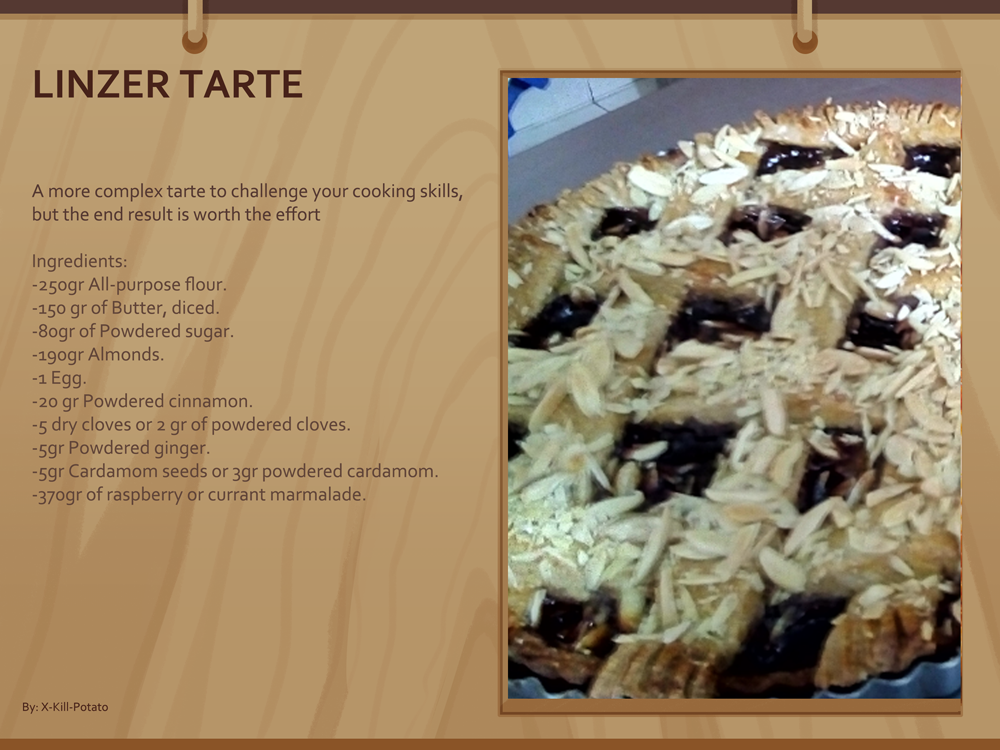 LINZER TARTE
A more complex tarte to challenge your cooking skills,
but the end result is worth the effort
Ingredients:
-250gr All-purpose flour.
-150 gr of Butter, diced.
-80gr of Powdered sugar.
-190gr Almonds.
-1 Egg.
-20 gr Powdered cinnamon.
-5 dry cloves or 2 gr of powdered cloves.
-5gr Powdered ginger.
-5gr Cardamom seeds or 3gr powdered cardamom.
-370gr of raspberry or currant marmalade.
By: X-Kill-Potato